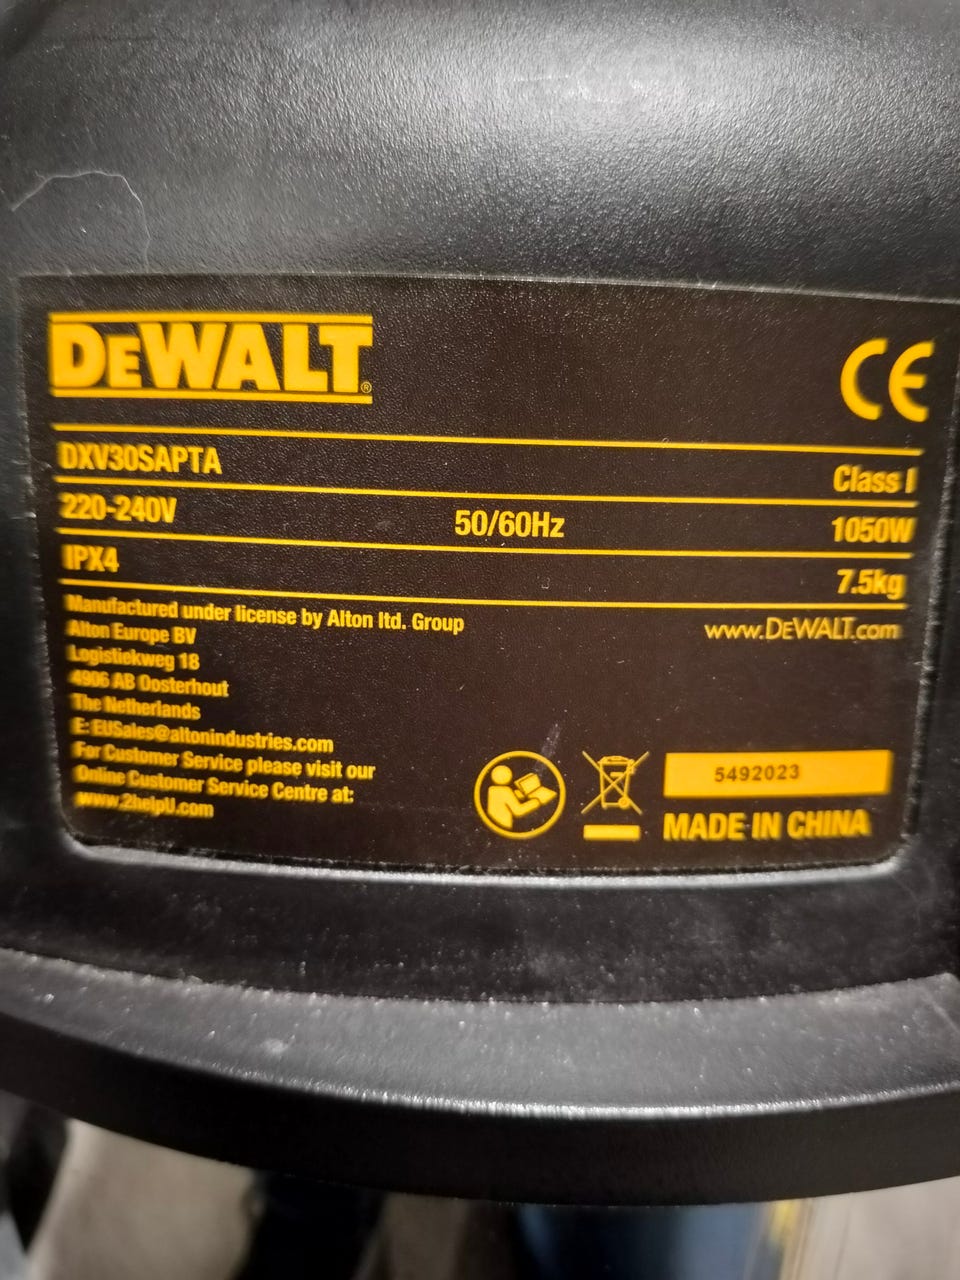 DEWALT®
CE
DXV30SAPTA
Class I
220-240V 50/60Hz 1050W
IPX4
7.5kg
Manufactured under license by Alton ltd. Group
www.DEWALT.com
Alton Europe BV
Logistiekweg 18
4906 AB Oosterhout
The Netherlands
E: EUSales@altonindustries.com
For Customer Service please visit our
Online Customer Service Centre at:
www.2helpU.com
5492023
MADE IN CHINA